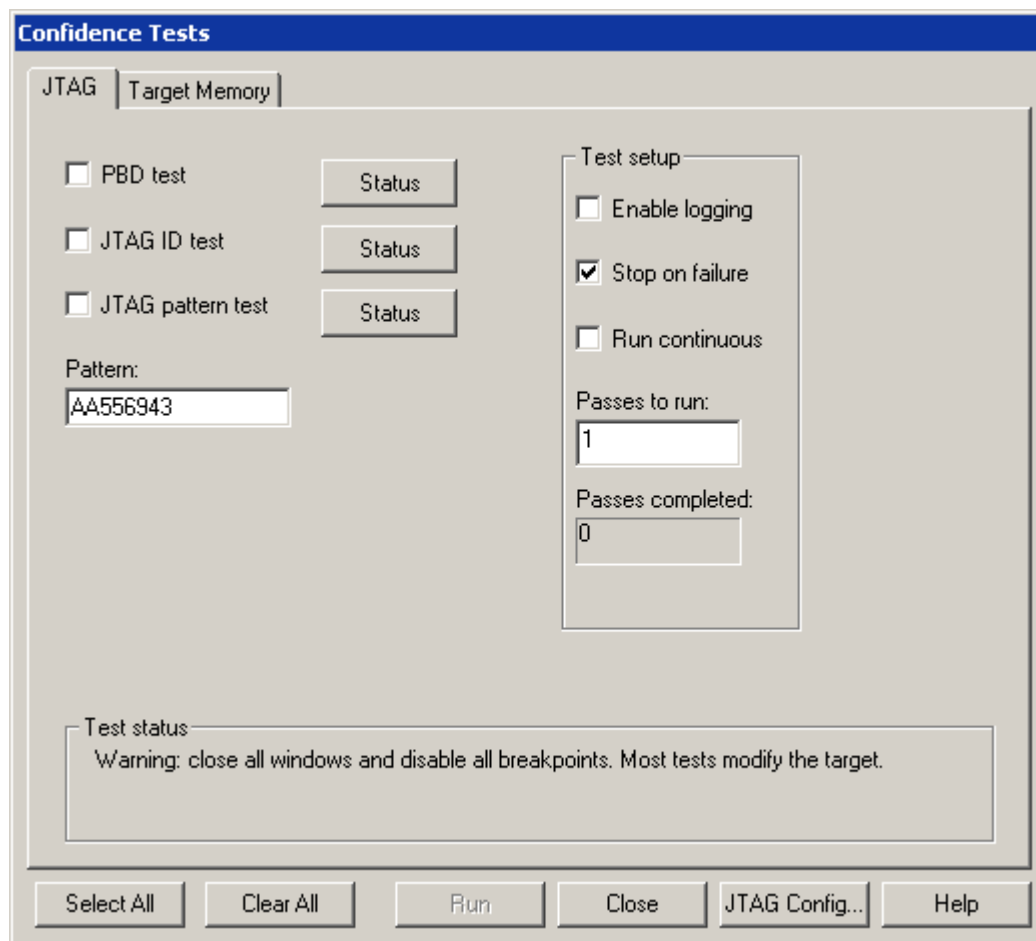 Confidence Tests
JTAG
Target Memory
PBD test
Status
JTAG ID test
Status
JTAG pattern test
Status
Pattern:
AA556943
Test setup
Enable logging
Stop on failure
Run continuous
Passes to run:
1
Passes completed:
0
Test status
Warning: close all windows and disable all breakpoints. Most tests modify the target.
Select All
Clear All
Run
Close
JTAG Config...
Help